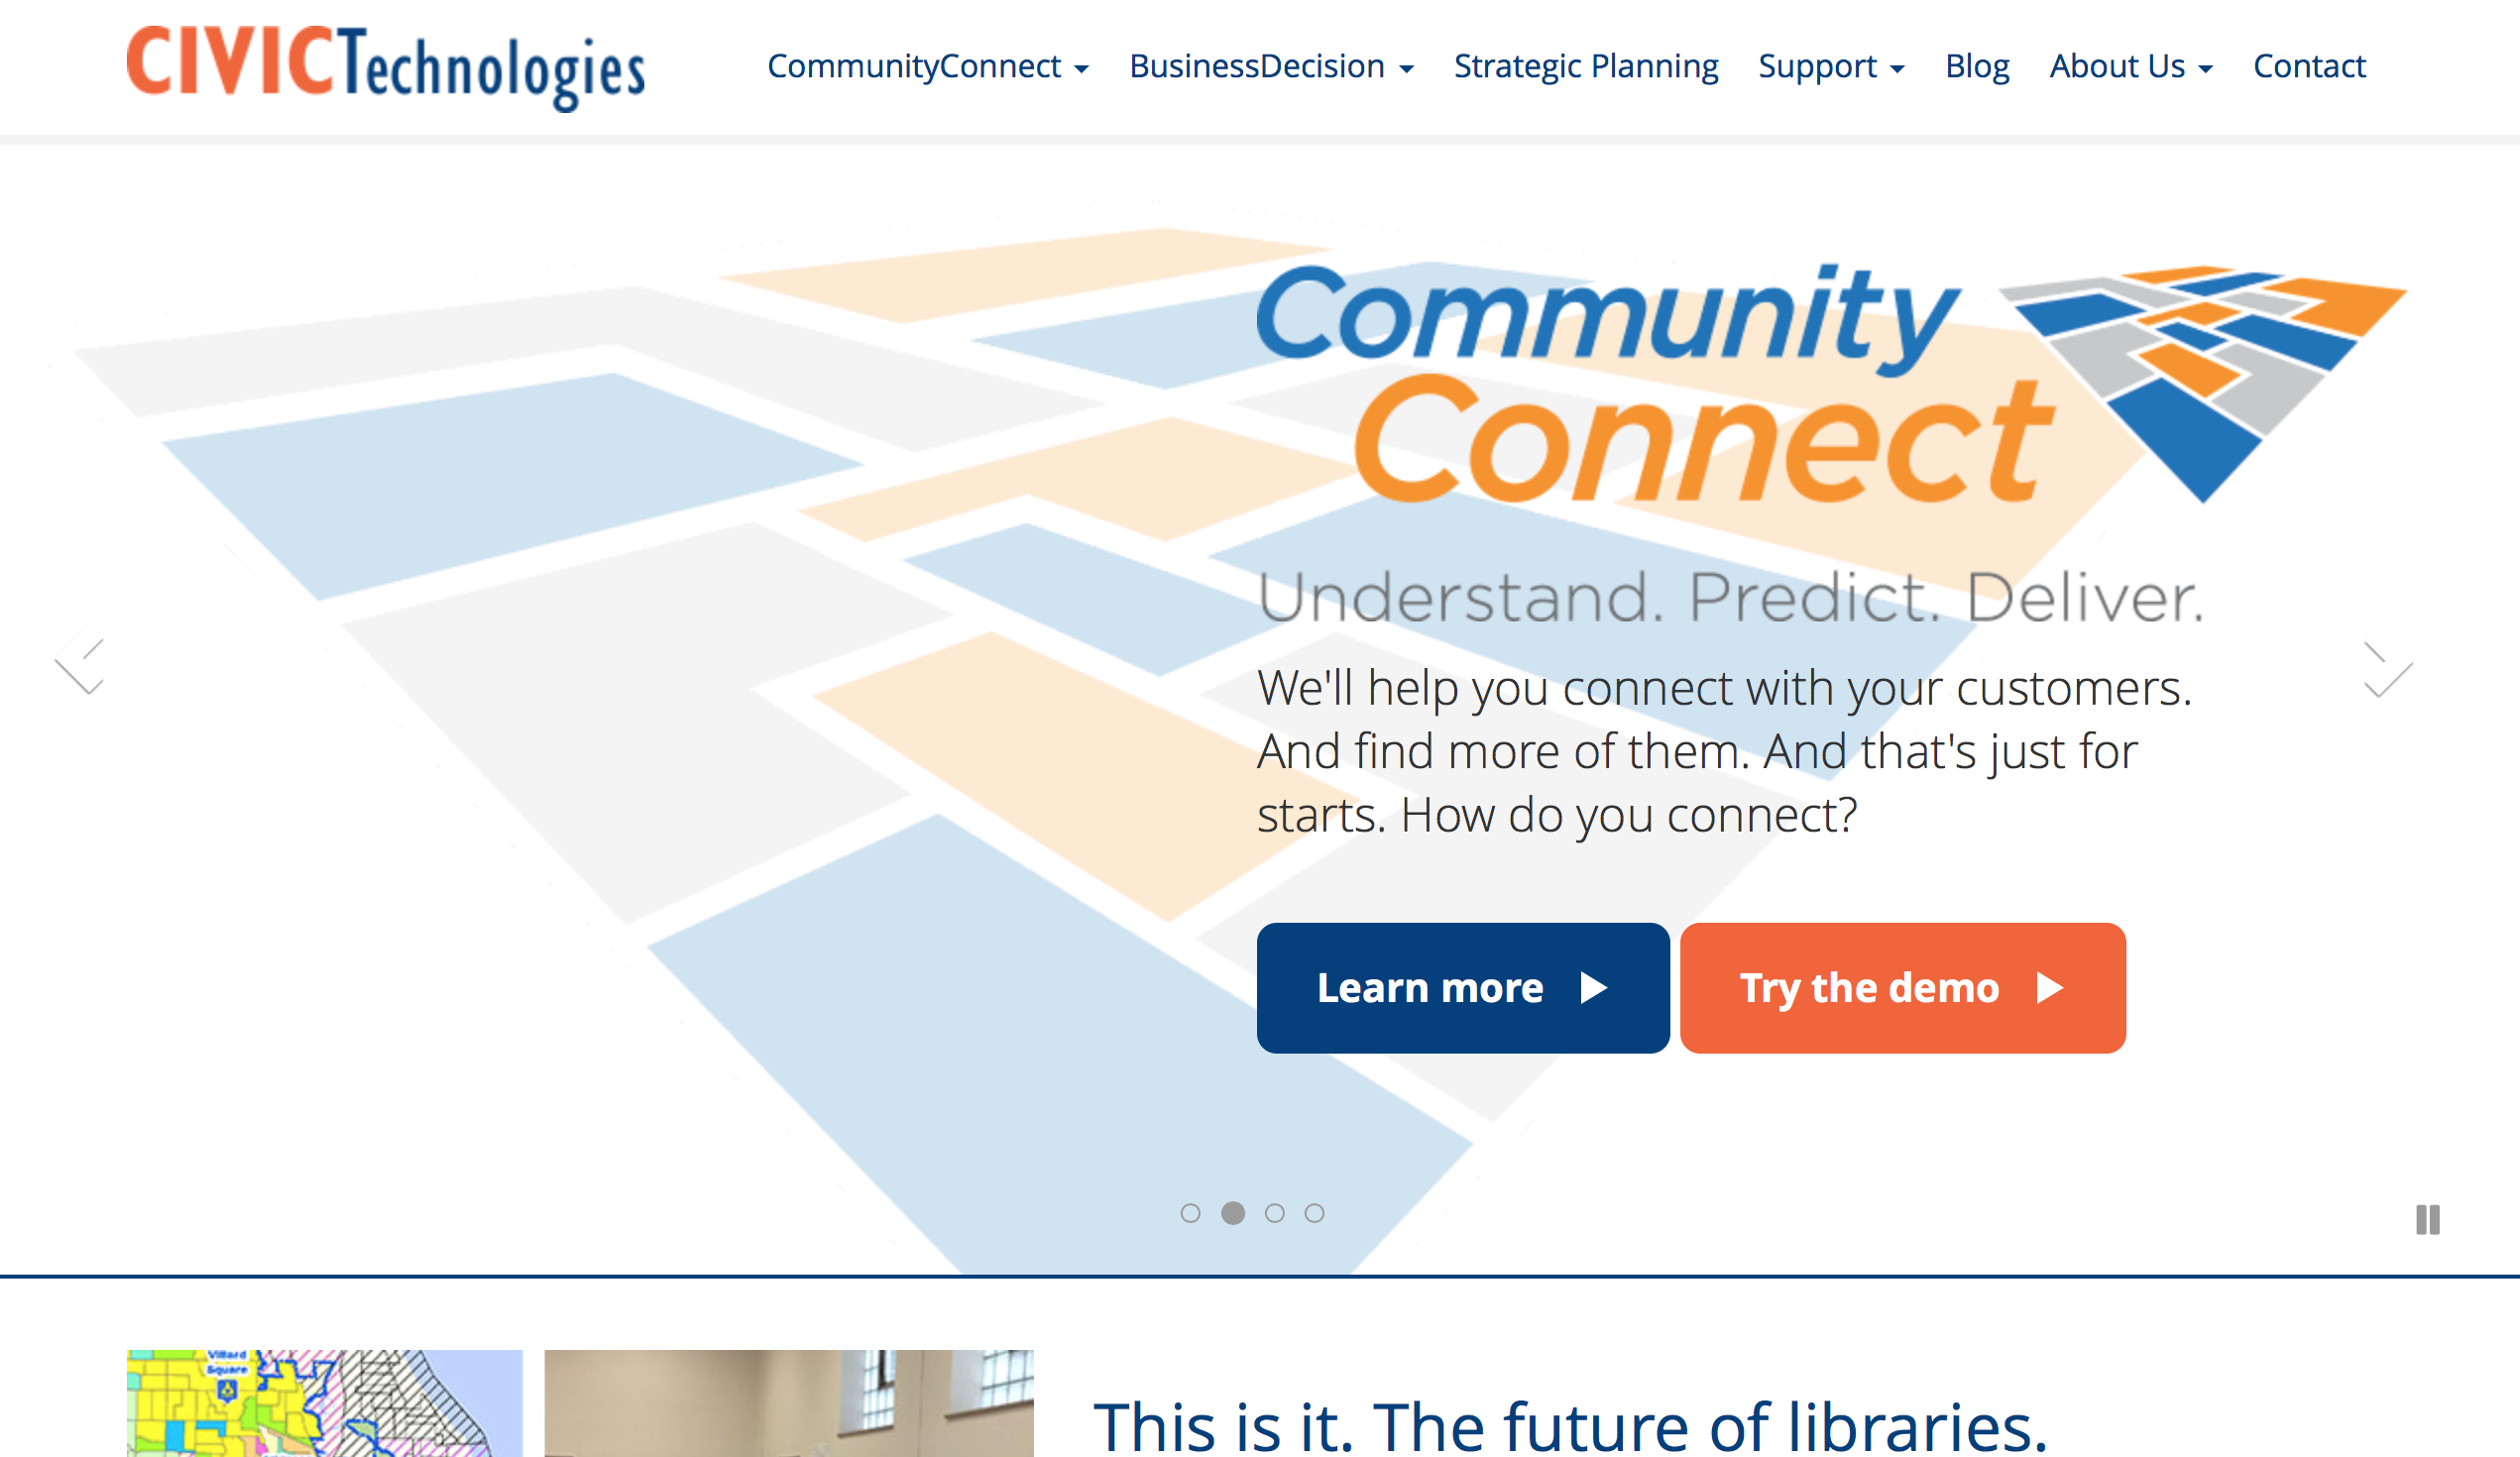 CIVICTechnologies
CommunityConnect
BusinessDecision
Strategic Planning
Support
Blog
About Us
Contact
Community
Connect
Understand. Predict. Deliver.
We'll help you connect with your customers.
And find more of them. And that's just for
starts. How do you connect?
Learn more
Try the demo
Villard
Square
This is it. The future of libraries.